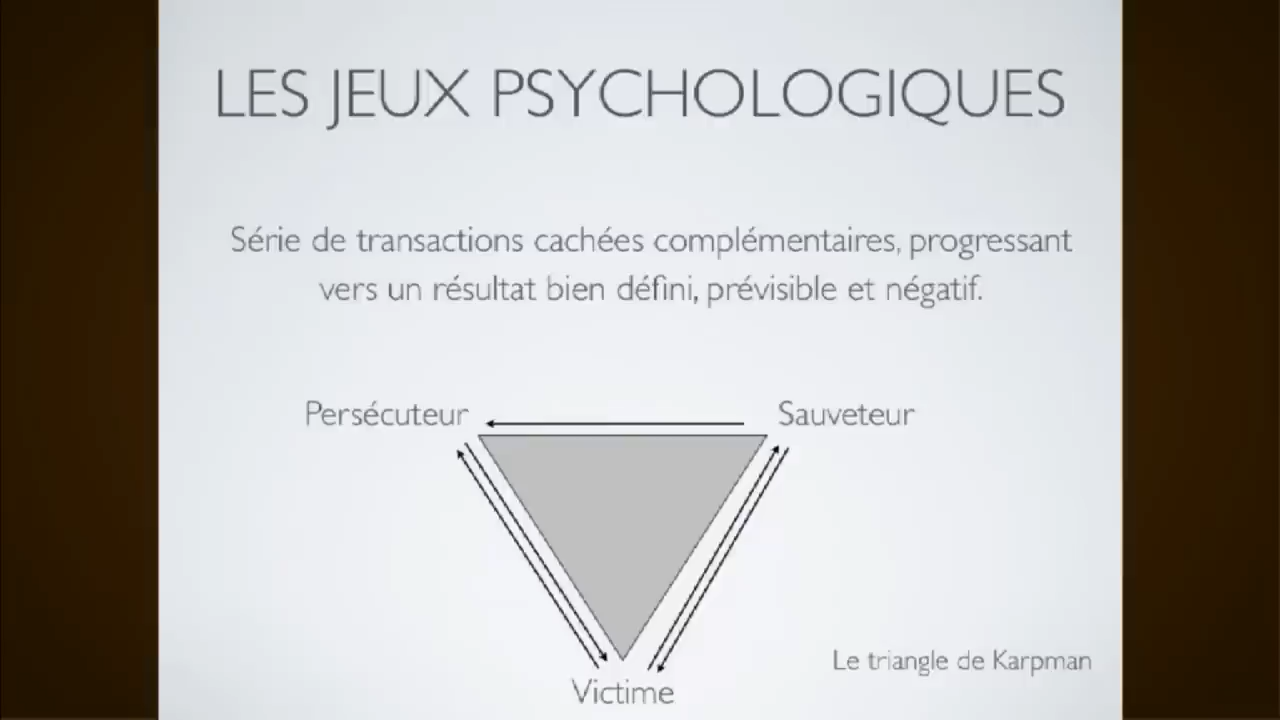 LES JEUX PSYCHOLOGIQUES
Série de transactions cachées complémentaires, progressant
vers un résultat bien défini, prévisible et négatif.
Persécuteur
Sauveteur
Victime
Le triangle de Karpman